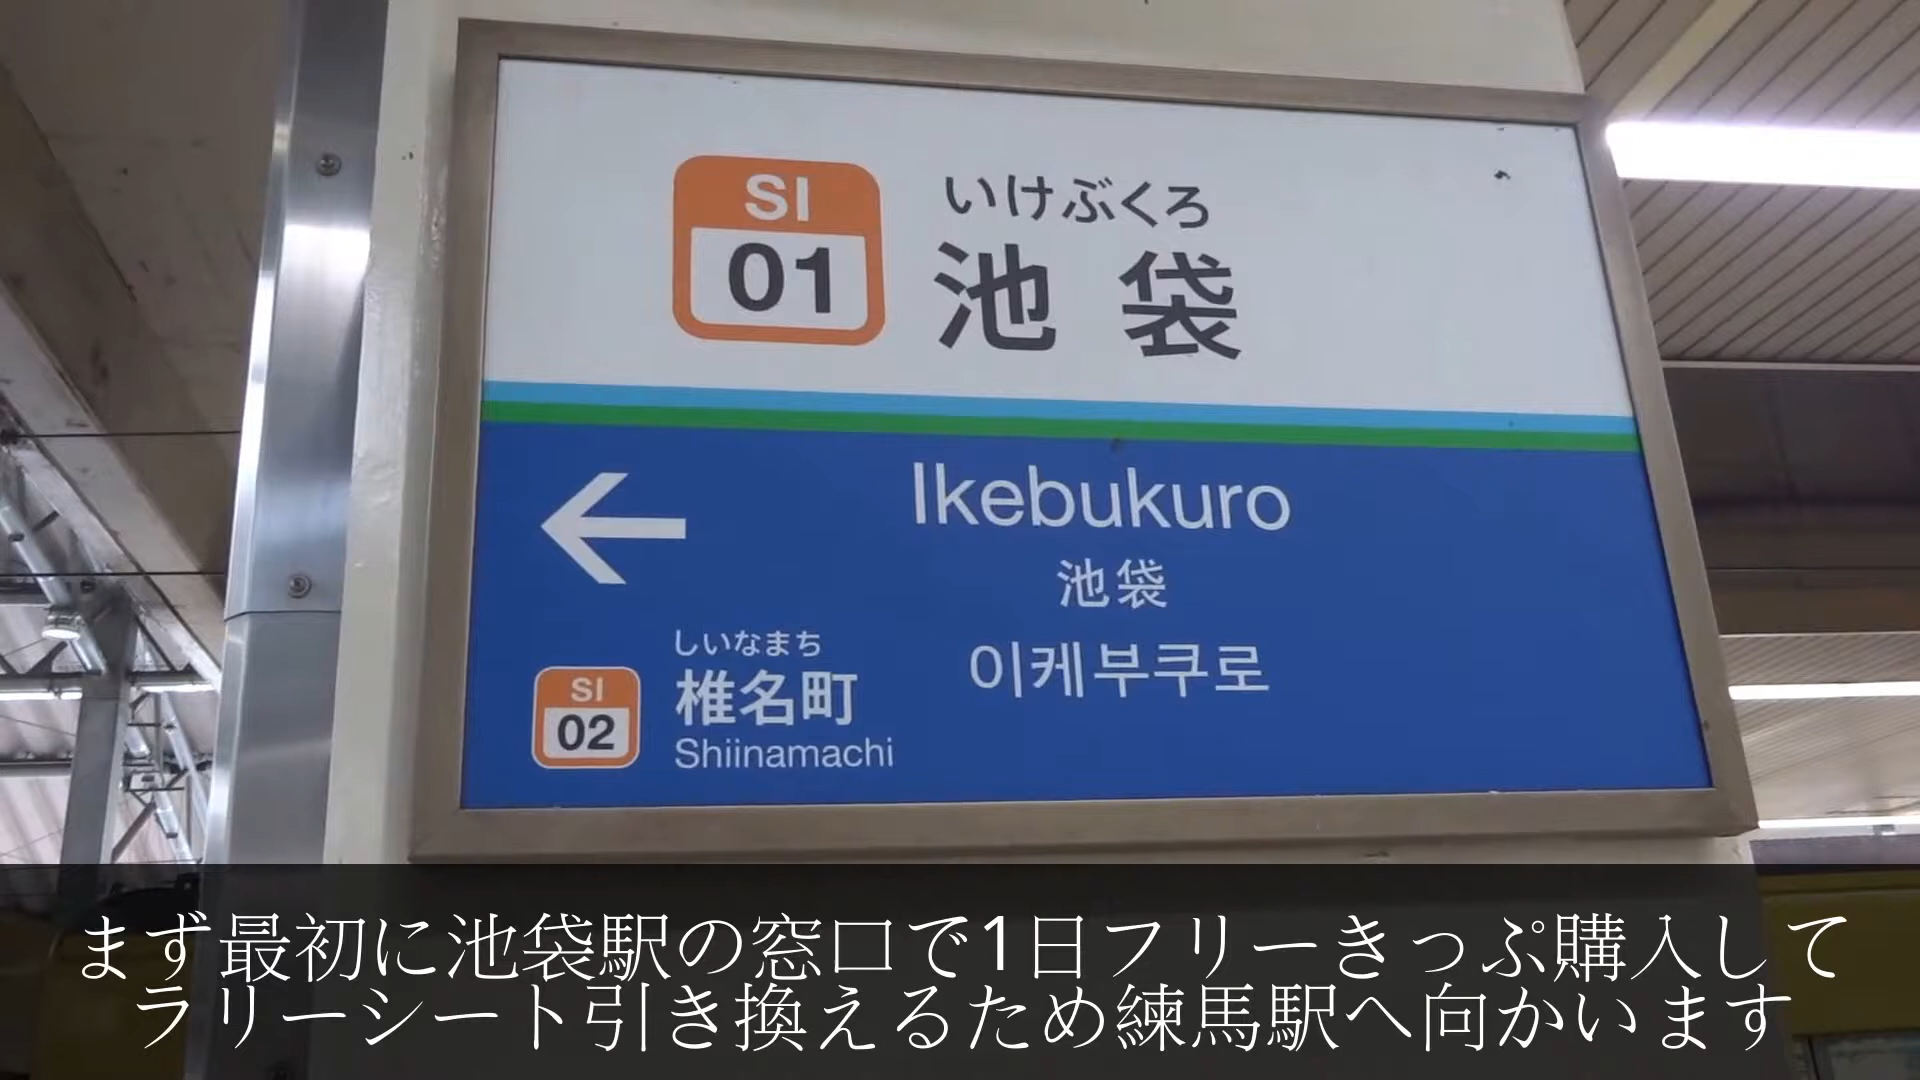 SI
01
いけぶくろ
池袋
Ikebukuro
池袋
이케부쿠로
しいなまち
SI
02
椎名町
Shiinamachi
まず最初に池袋駅の窓口で1日フリーきっぷ購入して
ラリーシート引き換えるため練馬駅へ向かいます